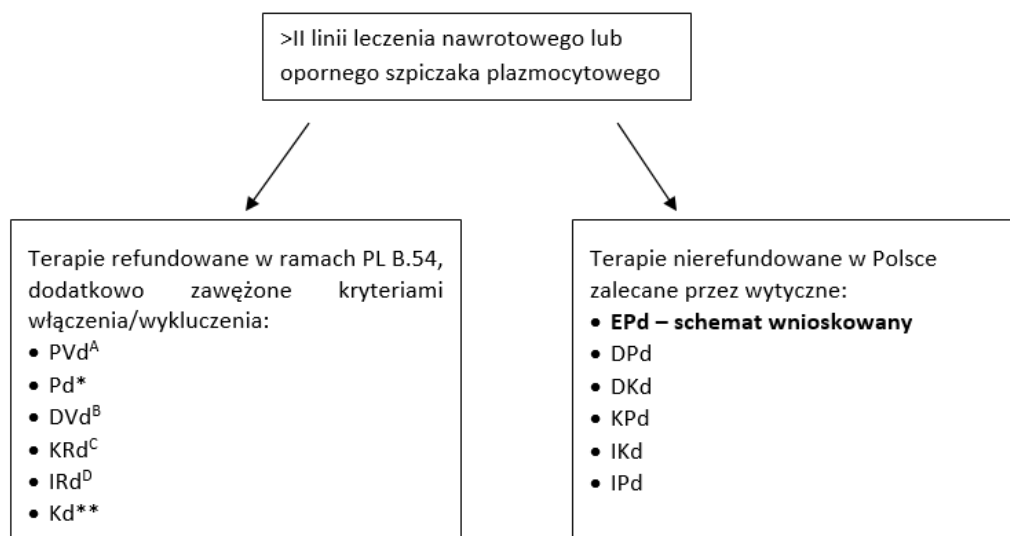 >II linii leczenia nawrotowego lub
opornego szpiczaka plazmocytowego
Terapie refundowane w ramach PL B.54,
dodatkowo zawężone kryteriami
włączenia/wykluczenia:
• PVdᴬ
• Pd*
• DVdᴮ
• KRdᶜ
• IRdᴰ
• Kd**
Terapie nierefundowane w Polsce
zalecane przez wytyczne:
• EPd – schemat wnioskowany
• DPd
• DKd
• KPd
• IKd
• IPd